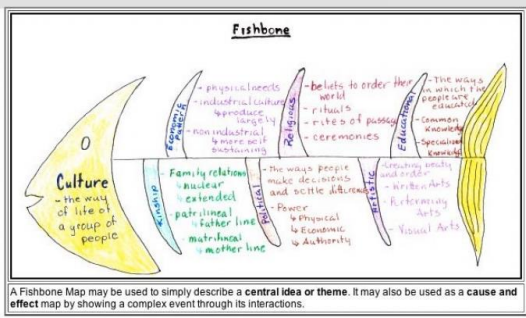 Fishbone
Culture
- the way
of life of
a group of
people
Economic
Pattern
- physical needs
- industrial culture
↳ produce
largely
- non industrial
↳ more self
sustaining
Religious
- beliefs to order their
world
- rituals
- rites of passage
- ceremonies
Educational
- The ways
in which the
people are
educated
- Common
Knowledge
- Specialized
Knowledge
Kinship
- Family relations
↳ nuclear
↳ extended
- patrilineal
↳ father line
- matrilineal
↳ mother line
Political
- The ways people
make decisions
and settle differences
- Power
↳ Physical
↳ Economic
↳ Authority
Artistic
- Creating beauty
and order
- Written Arts
- Performing
Arts
- Visual Arts
A Fishbone Map may be used to simply describe a central idea or theme. It may also be used as a cause and
effect map by showing a complex event through its interactions.